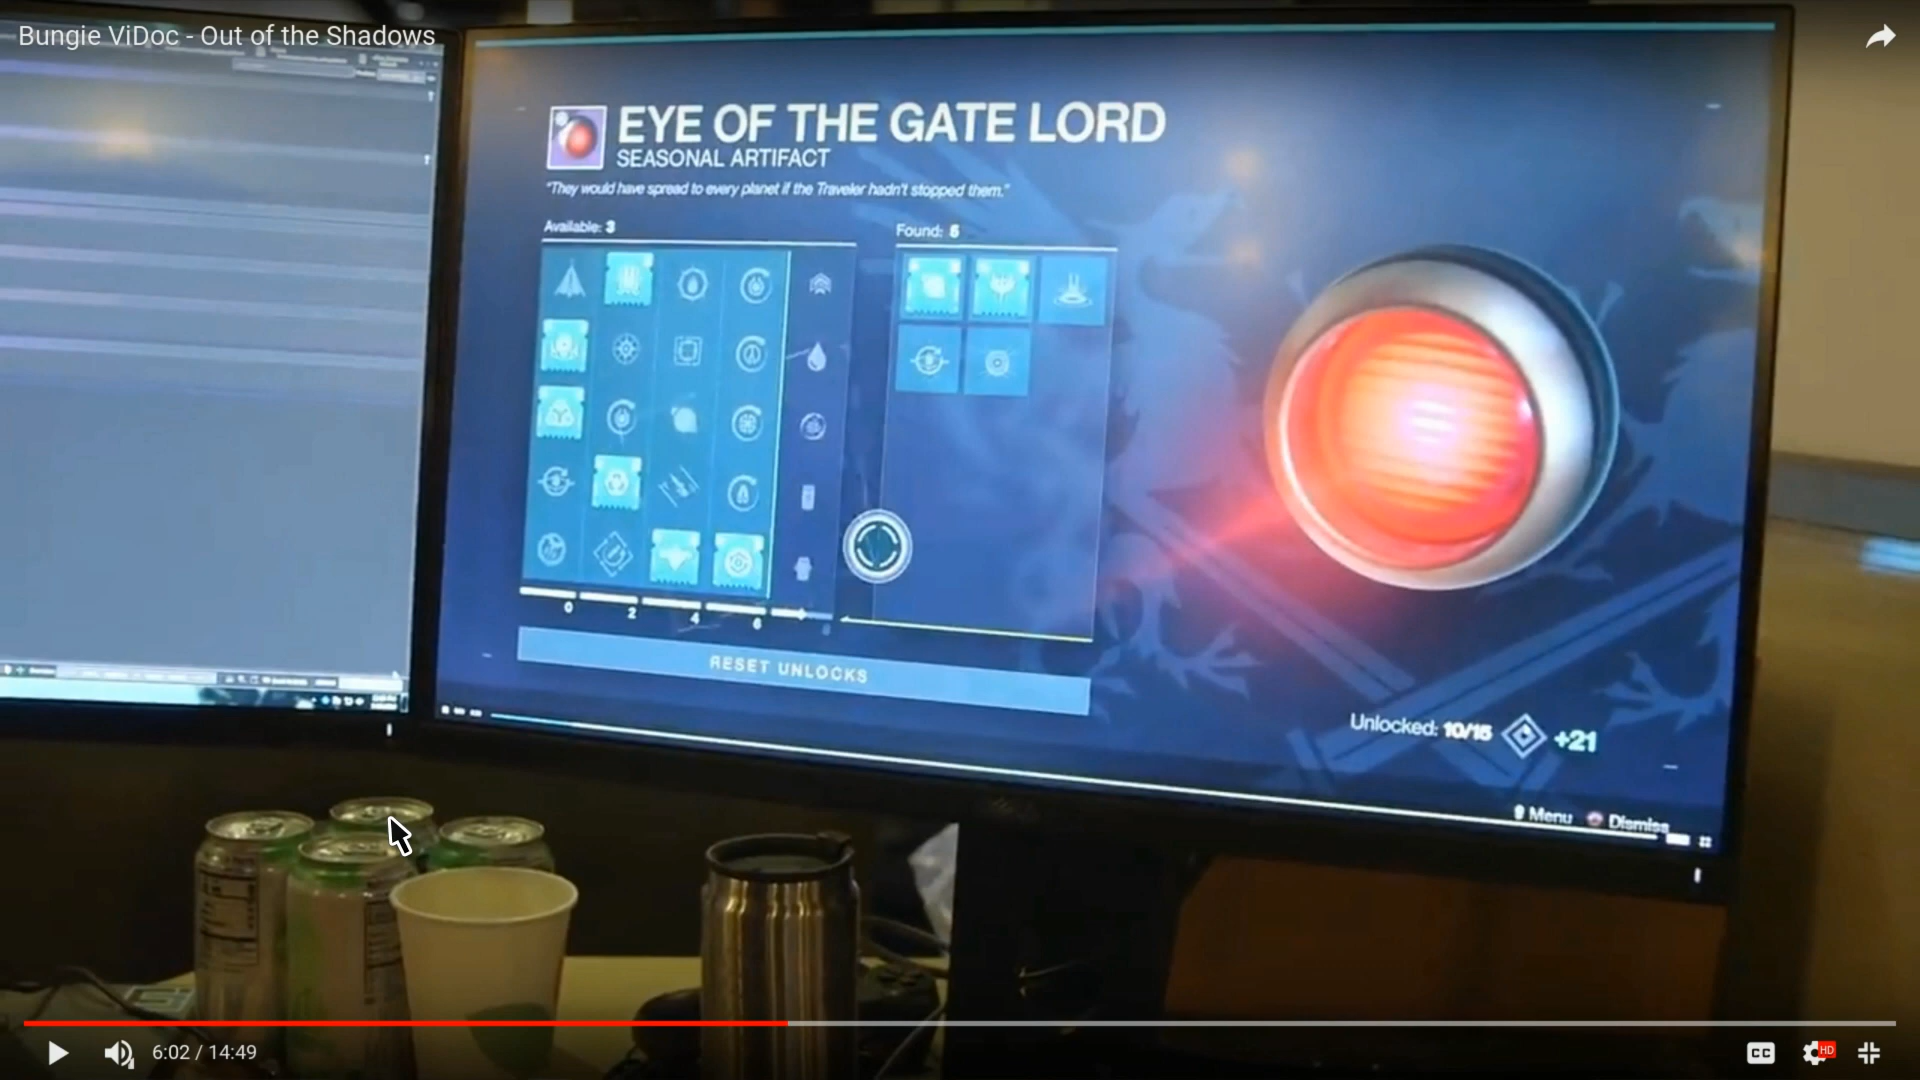 Bungie ViDoc - Out of the Shadows
EYE OF THE GATE LORD
SEASONAL ARTIFACT
"They would have spread to every planet if the Traveler hadn't stopped them."
Available: 3
Found: 5
0 2 4 6
RESET UNLOCKS
Unlocked: 10/15 +21
Menu Dismiss
6:02 / 14:49
CC HD